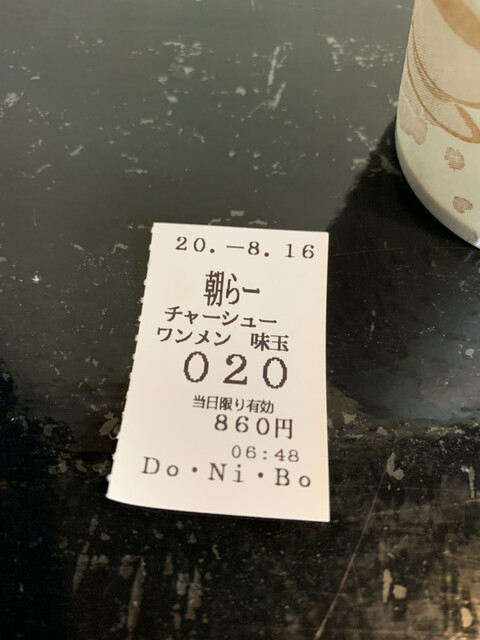 20.-8.16
朝らー
チャーシュー
ワンメン 味玉
020
当日限り有効
860円
06:48
Do・Ni・Bo